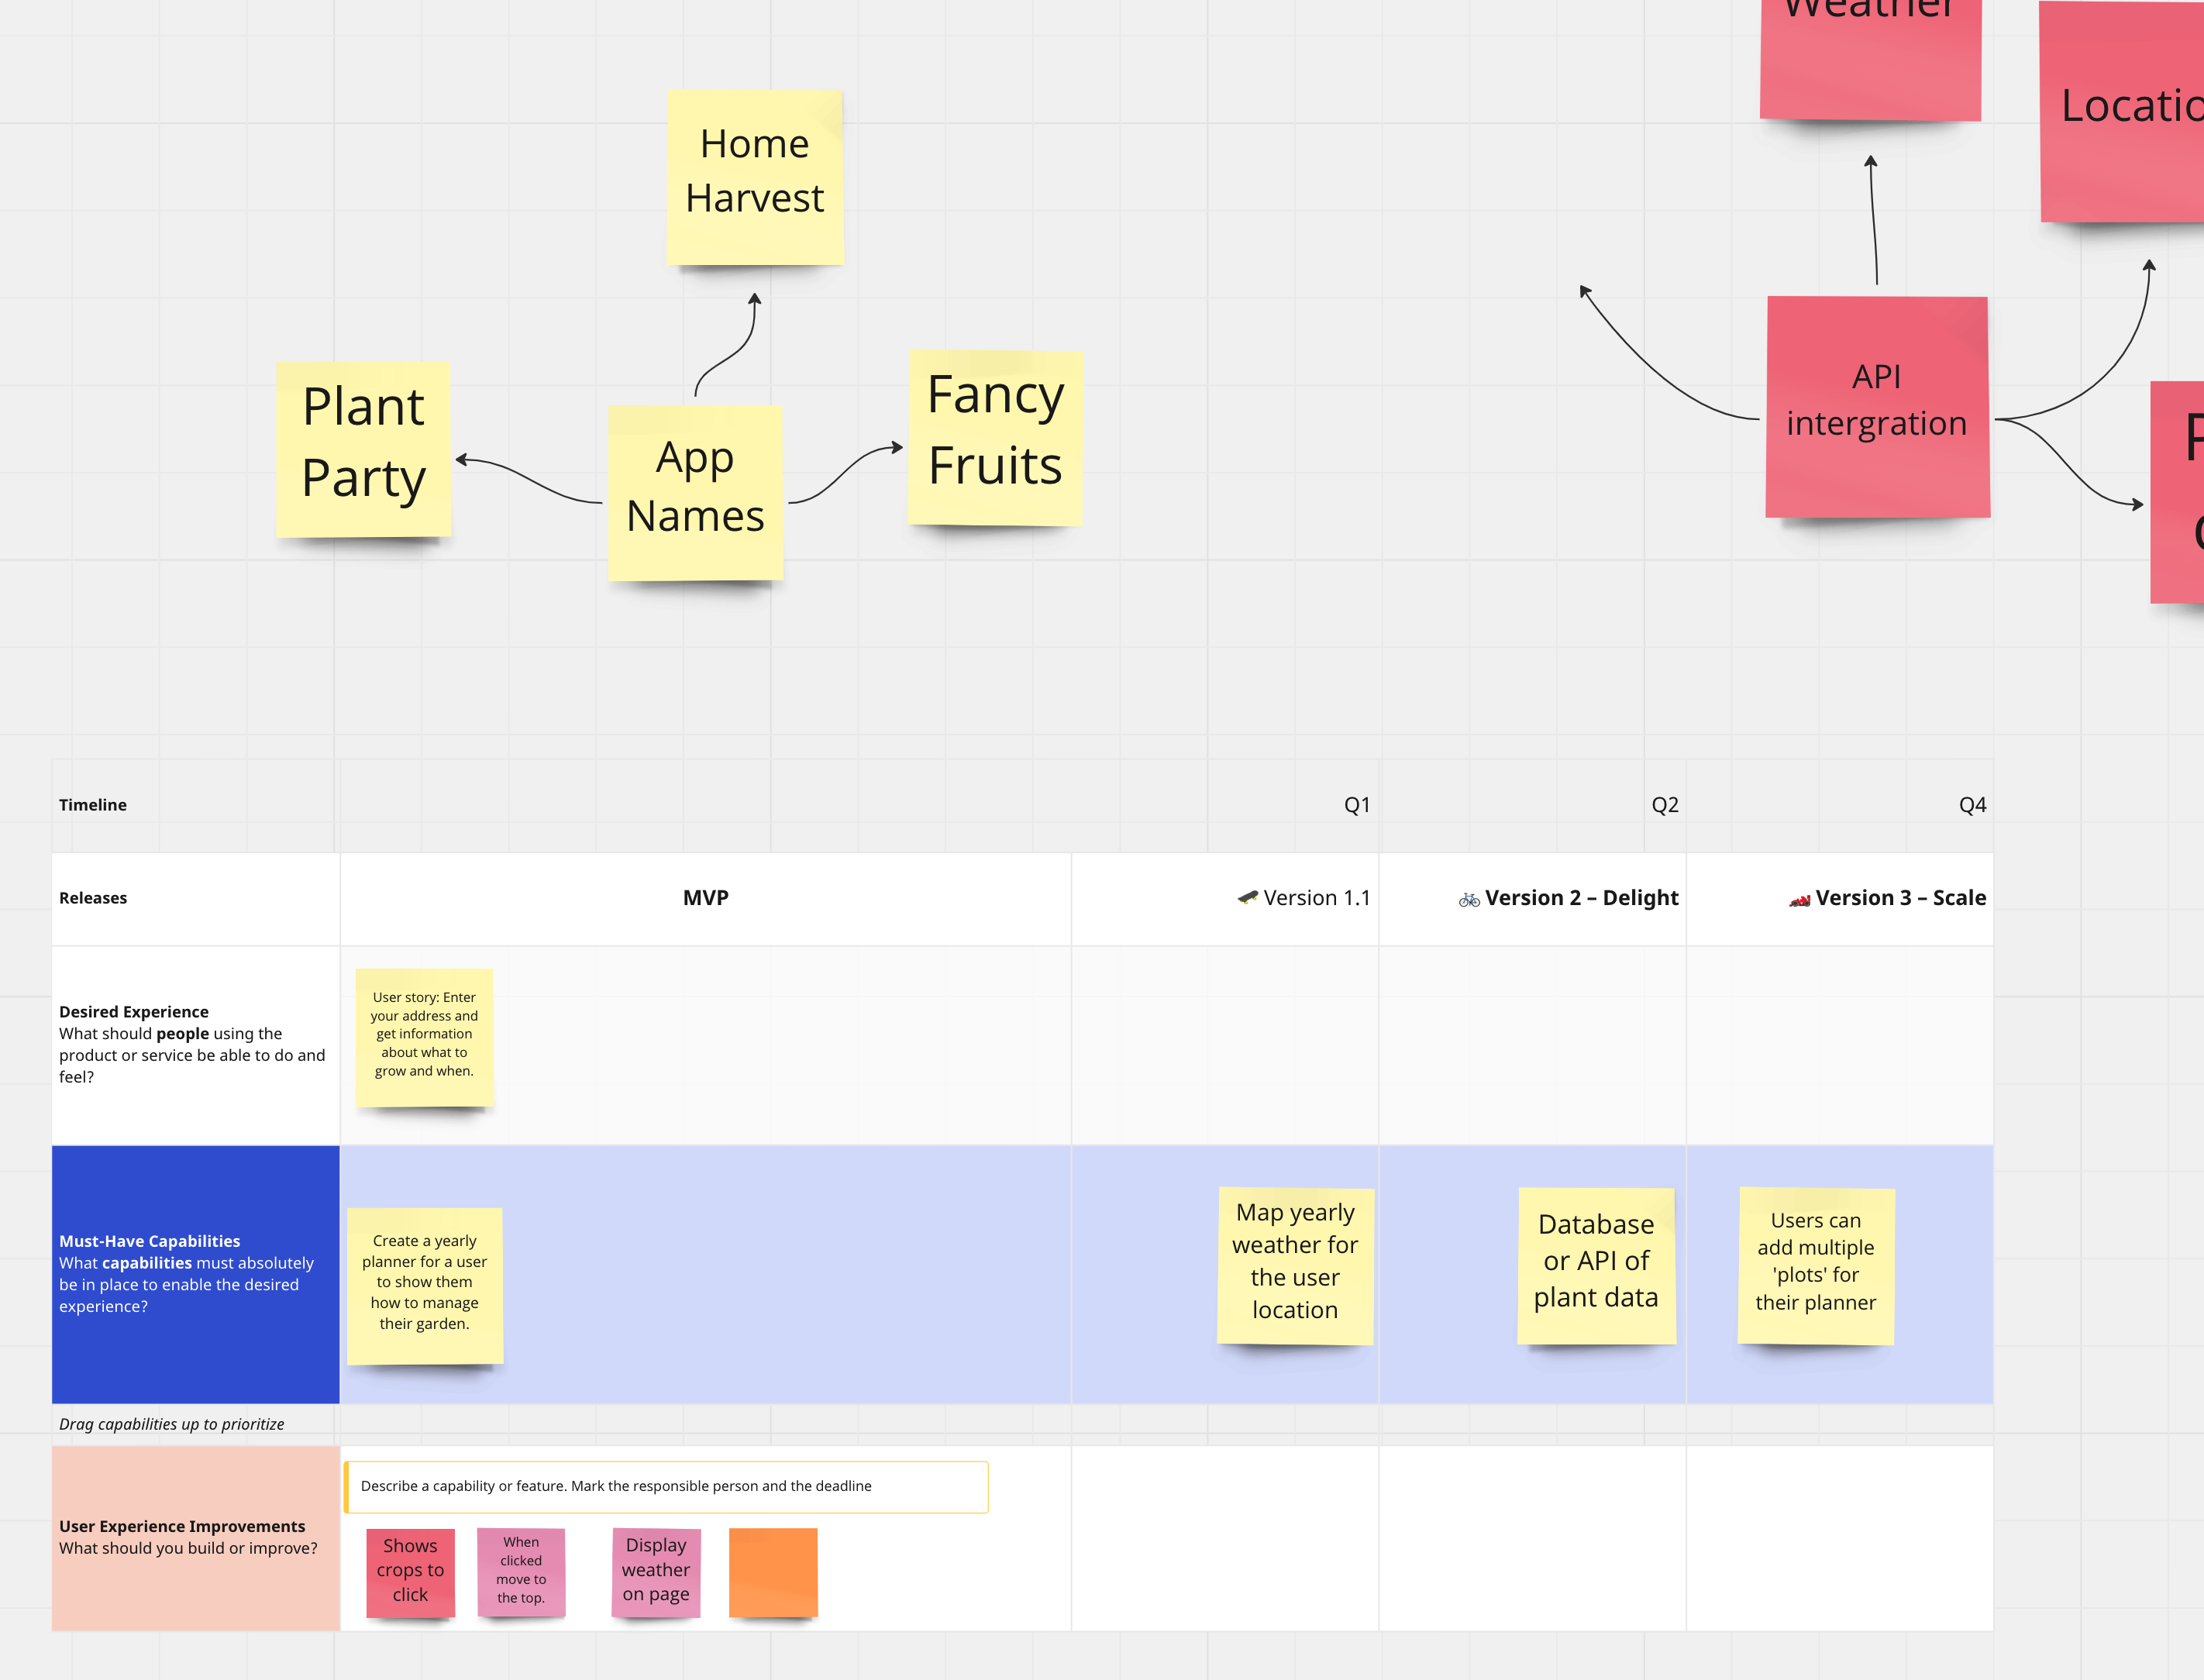 Weather
Home
Harvest
Plant
Party
App
Names
Fancy
Fruits
API
intergration
Timeline
Q1
Q2
Q4
Releases
MVP
Version 1.1
Version 2 – Delight
Version 3 – Scale
Desired Experience
What should people using the
product or service be able to do and
feel?
User story: Enter
your address and
get information
about what to
grow and when.
Must-Have Capabilities
What capabilities must absolutely
be in place to enable the desired
experience?
Create a yearly
planner for a user
to show them
how to manage
their garden.
Map yearly
weather for
the user
location
Database
or API of
plant data
Users can
add multiple
'plots' for
their planner
Drag capabilities up to prioritize
User Experience Improvements
What should you build or improve?
Describe a capability or feature. Mark the responsible person and the deadline
Shows
crops to
click
When
clicked
move to
the top.
Display
weather
on page